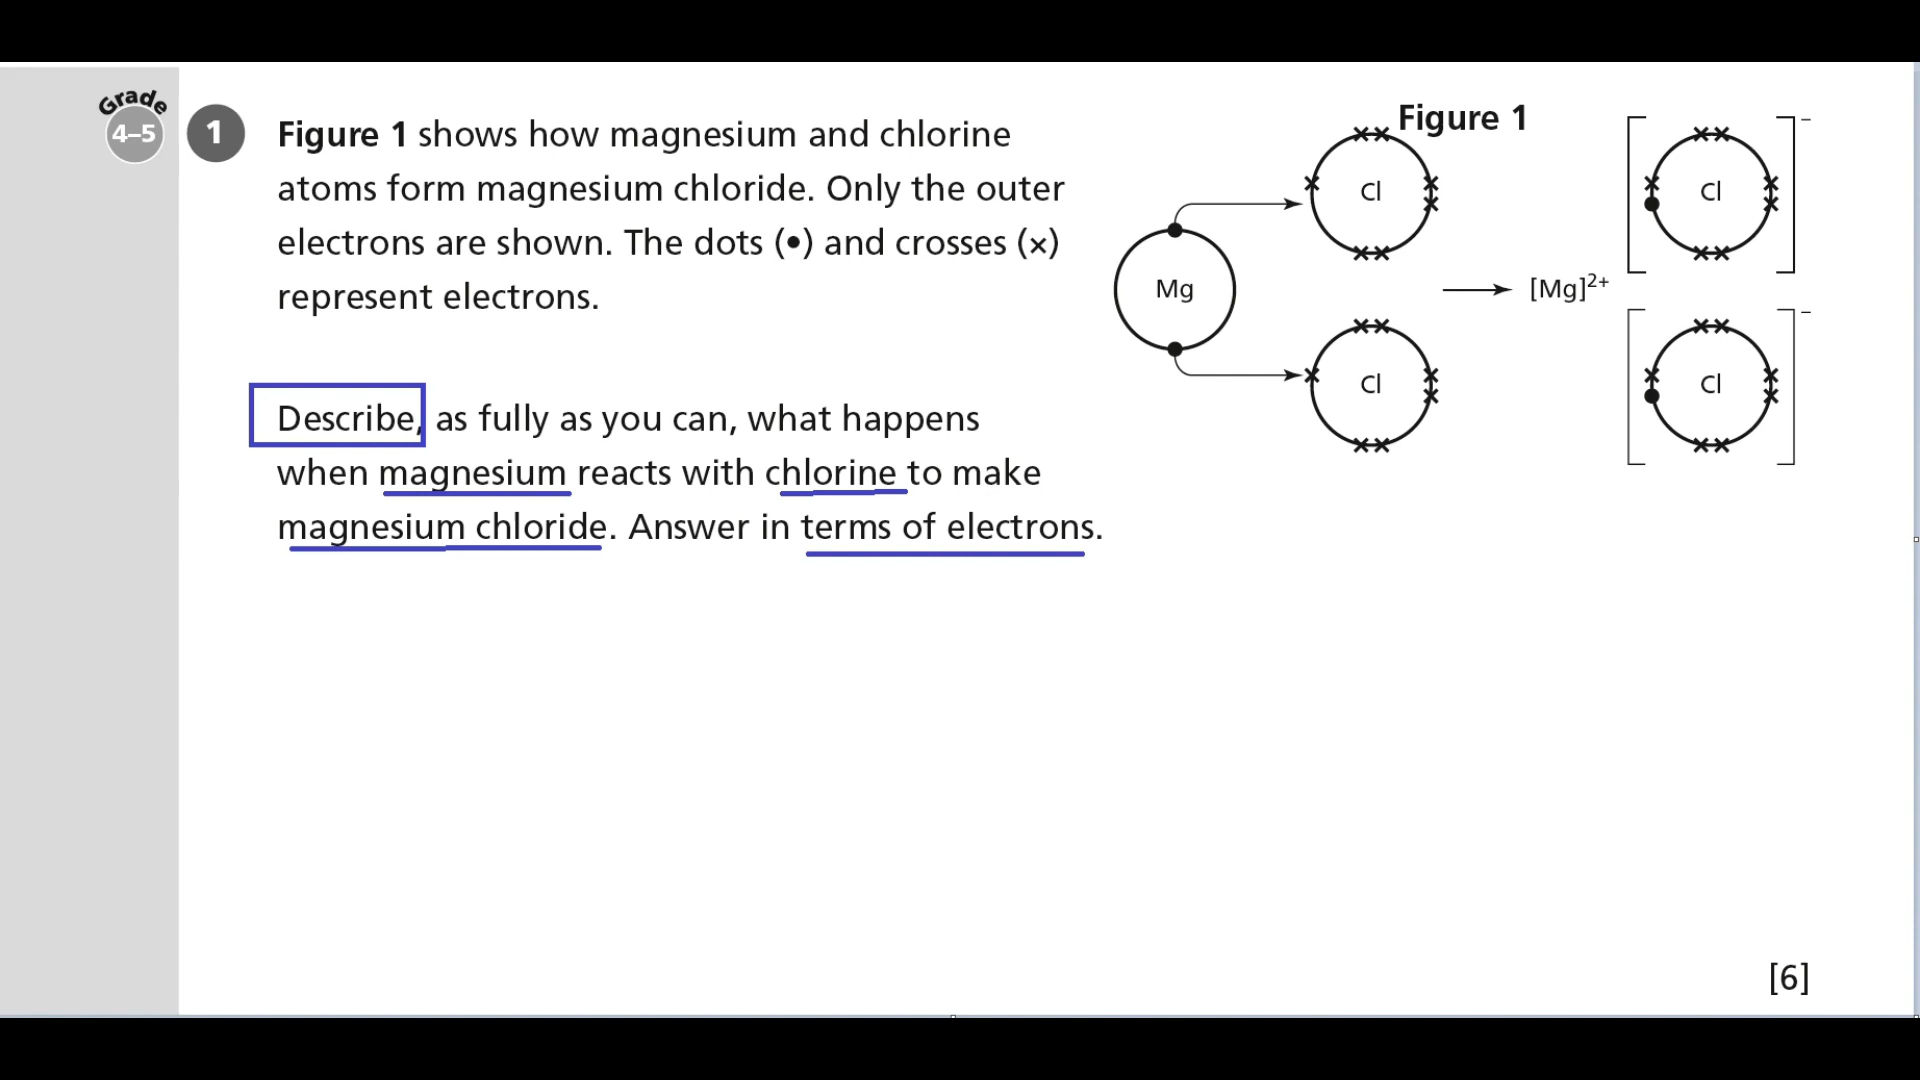 Grade
4–5
1
Figure 1 shows how magnesium and chlorine
atoms form magnesium chloride. Only the outer
electrons are shown. The dots (•) and crosses (×)
represent electrons.
Describe, as fully as you can, what happens
when magnesium reacts with chlorine to make
magnesium chloride. Answer in terms of electrons.
Figure 1
Cl
Mg
Cl
[Mg]²⁺
Cl
–
Cl
–
[6]